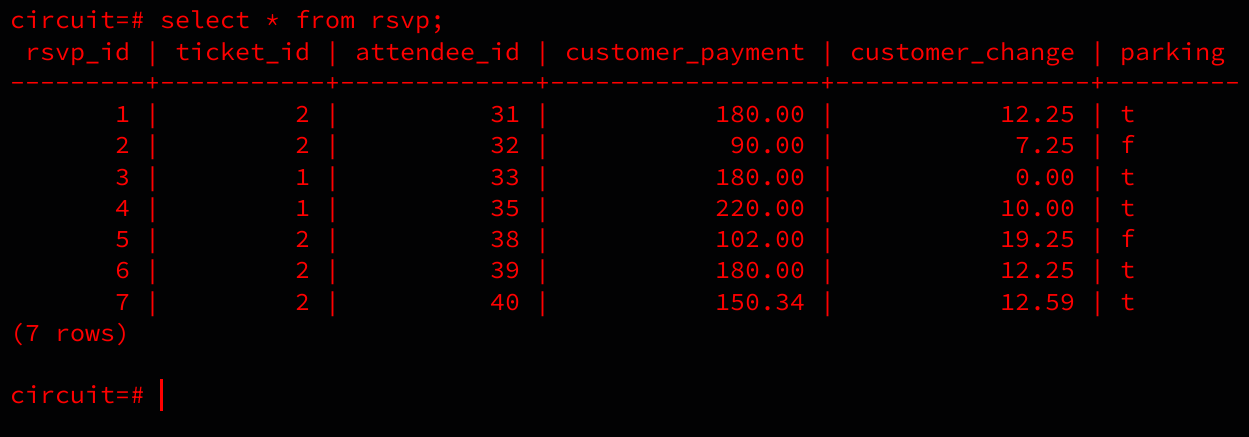 circuit=# select * from rsvp;
 rsvp_id | ticket_id | attendee_id | customer_payment | customer_change | parking
---------+-----------+-------------+------------------+-----------------+---------
       1 |         2 |          31 |           180.00 |           12.25 | t
       2 |         2 |          32 |            90.00 |            7.25 | f
       3 |         1 |          33 |           180.00 |            0.00 | t
       4 |         1 |          35 |           220.00 |           10.00 | t
       5 |         2 |          38 |           102.00 |           19.25 | f
       6 |         2 |          39 |           180.00 |           12.25 | t
       7 |         2 |          40 |           150.34 |           12.59 | t
(7 rows)

circuit=#